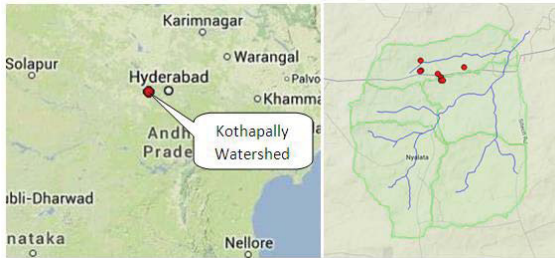 Karimnagar
Solapur
Warangal
Palvo
Hyderabad
Khamma
Kothapally
Watershed
Andh
Prade
ubli-Dharwad
nataka
Nellore
Nyalata